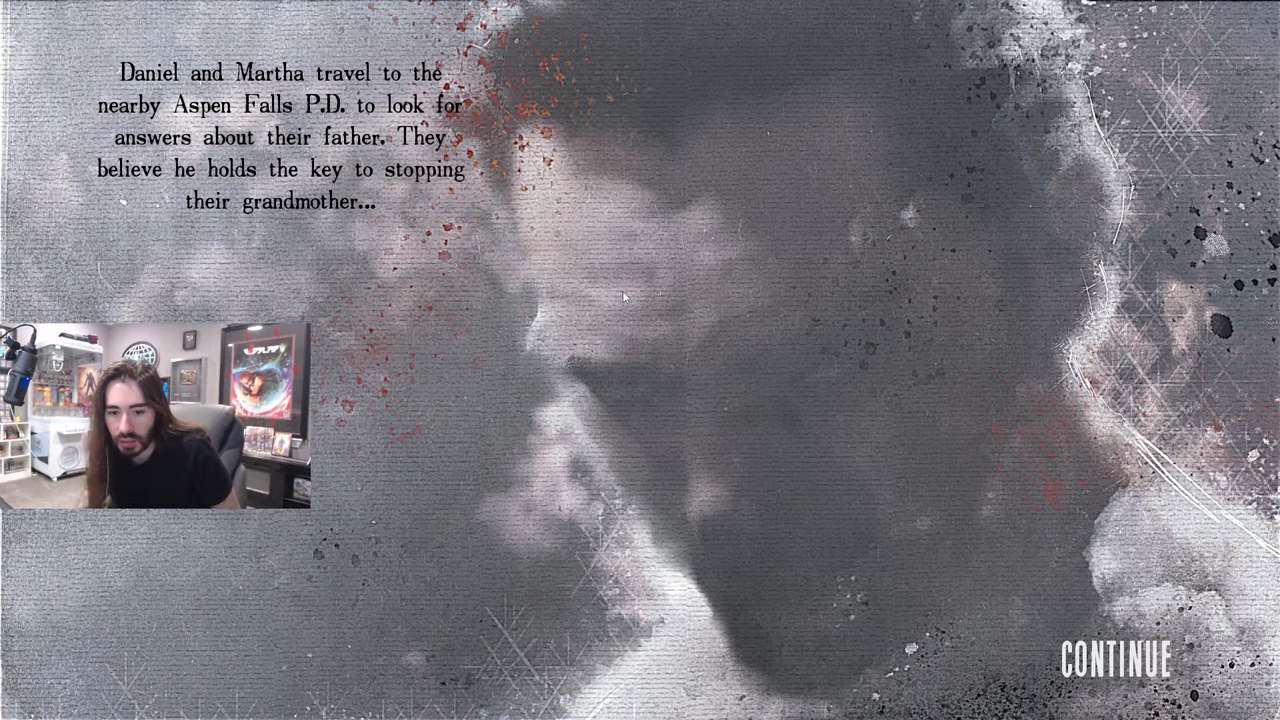 Daniel and Martha travel to the
nearby Aspen Falls P.D. to look for
answers about their father. They
believe he holds the key to stopping
their grandmother...
CONTINUE